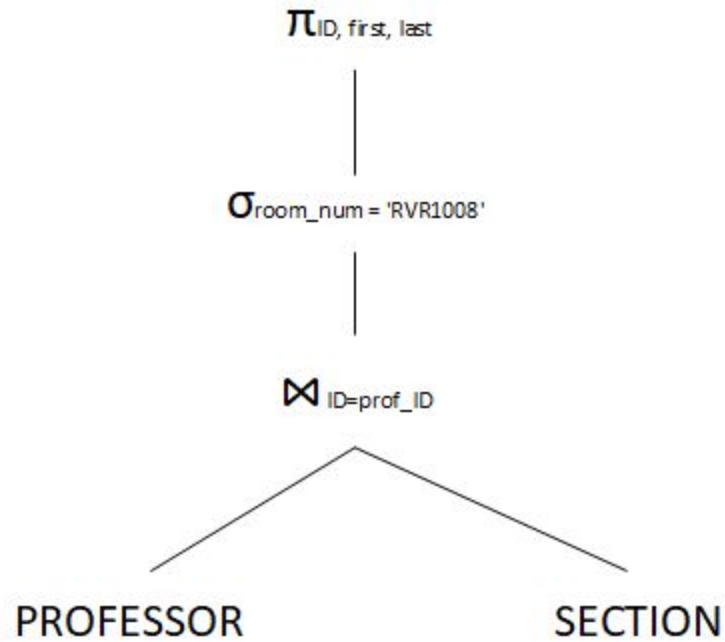 πID, first, last
σroom_num = 'RVR1008'
⋈ ID=prof_ID
PROFESSOR SECTION